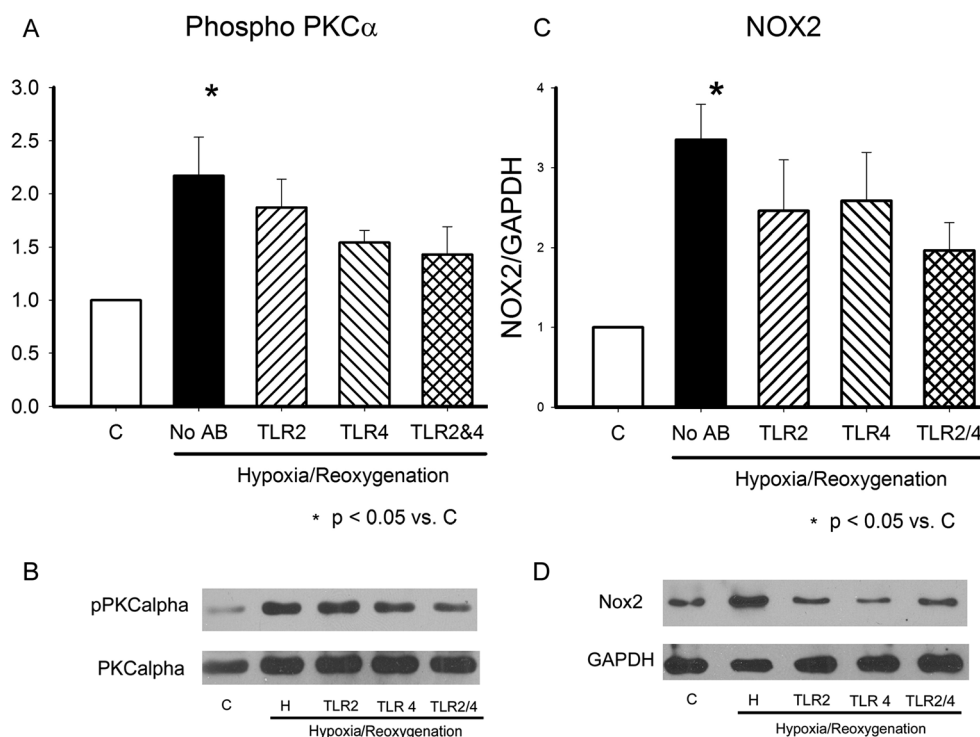 A
Phospho PKCα
3.0
2.5
2.0
1.5
1.0
0.5
0.0
*
C
No AB
TLR2
TLR4
TLR2&4
Hypoxia/Reoxygenation
* p < 0.05 vs. C
C
NOX2
NOX2/GAPDH
4
3
2
1
0
*
C
No AB
TLR2
TLR4
TLR2/4
Hypoxia/Reoxygenation
* p < 0.05 vs. C
B
pPKCalpha
PKCalpha
C
H
TLR2
TLR 4
TLR2/4
Hypoxia/Reoxygenation
D
Nox2
GAPDH
C
H
TLR2
TLR 4
TLR2/4
Hypoxia/Reoxygenation